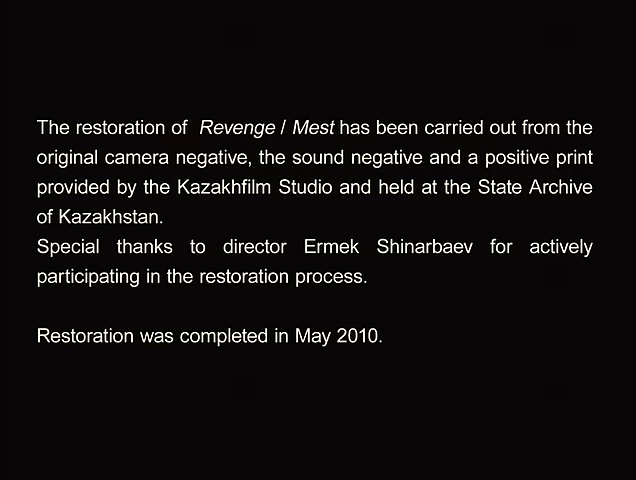 The restoration of Revenge / Mest has been carried out from the
original camera negative, the sound negative and a positive print
provided by the Kazakhfilm Studio and held at the State Archive
of Kazakhstan.
Special thanks to director Ermek Shinarbaev for actively
participating in the restoration process.
Restoration was completed in May 2010.